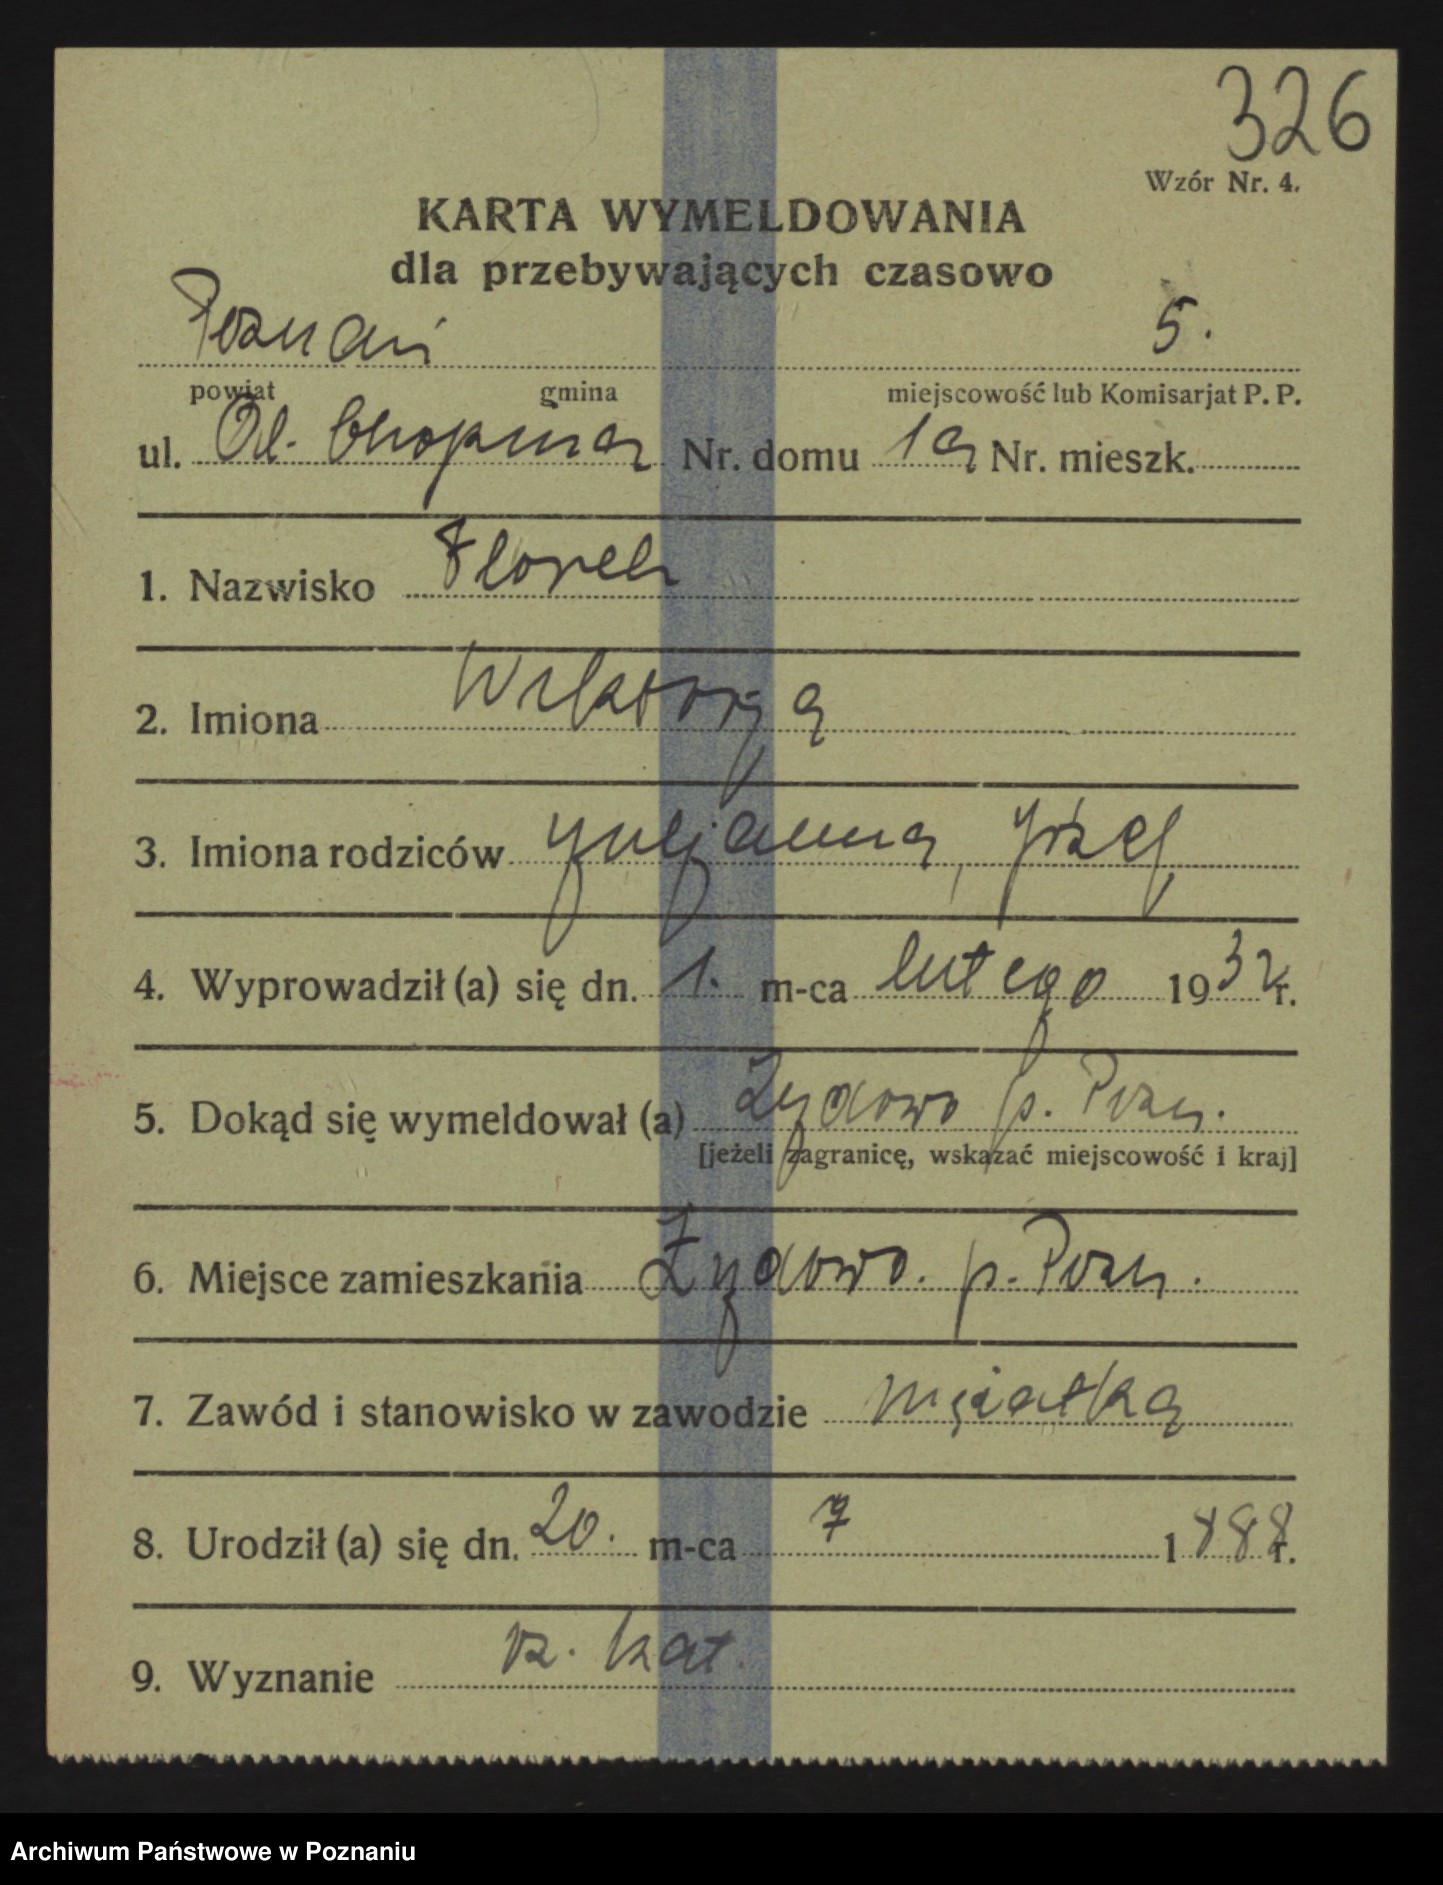 326
Wzór Nr. 4.
KARTA WYMELDOWANIA
dla przebywających czasowo
Poznań 5.
powiat gmina miejscowość lub Komisarjat P. P.
ul. Pl. Chopina Nr. domu 1a Nr. mieszk.
1. Nazwisko Florek
2. Imiona Wiktorja
3. Imiona rodziców Juljanna, Józef
4. Wyprowadził (a) się dn. 1. m-ca lutego 1932 r.
5. Dokąd się wymeldował (a) Żydowo p. Pozn.
[jeżeli zagranicę, wskazać miejscowość i kraj]
6. Miejsce zamieszkania Żydowo. p. Pozn.
7. Zawód i stanowisko w zawodzie mężatka
8. Urodził (a) się dn. 20. m-ca 7 1888 r.
9. Wyznanie rz. kat.
Archiwum Państwowe w Poznaniu